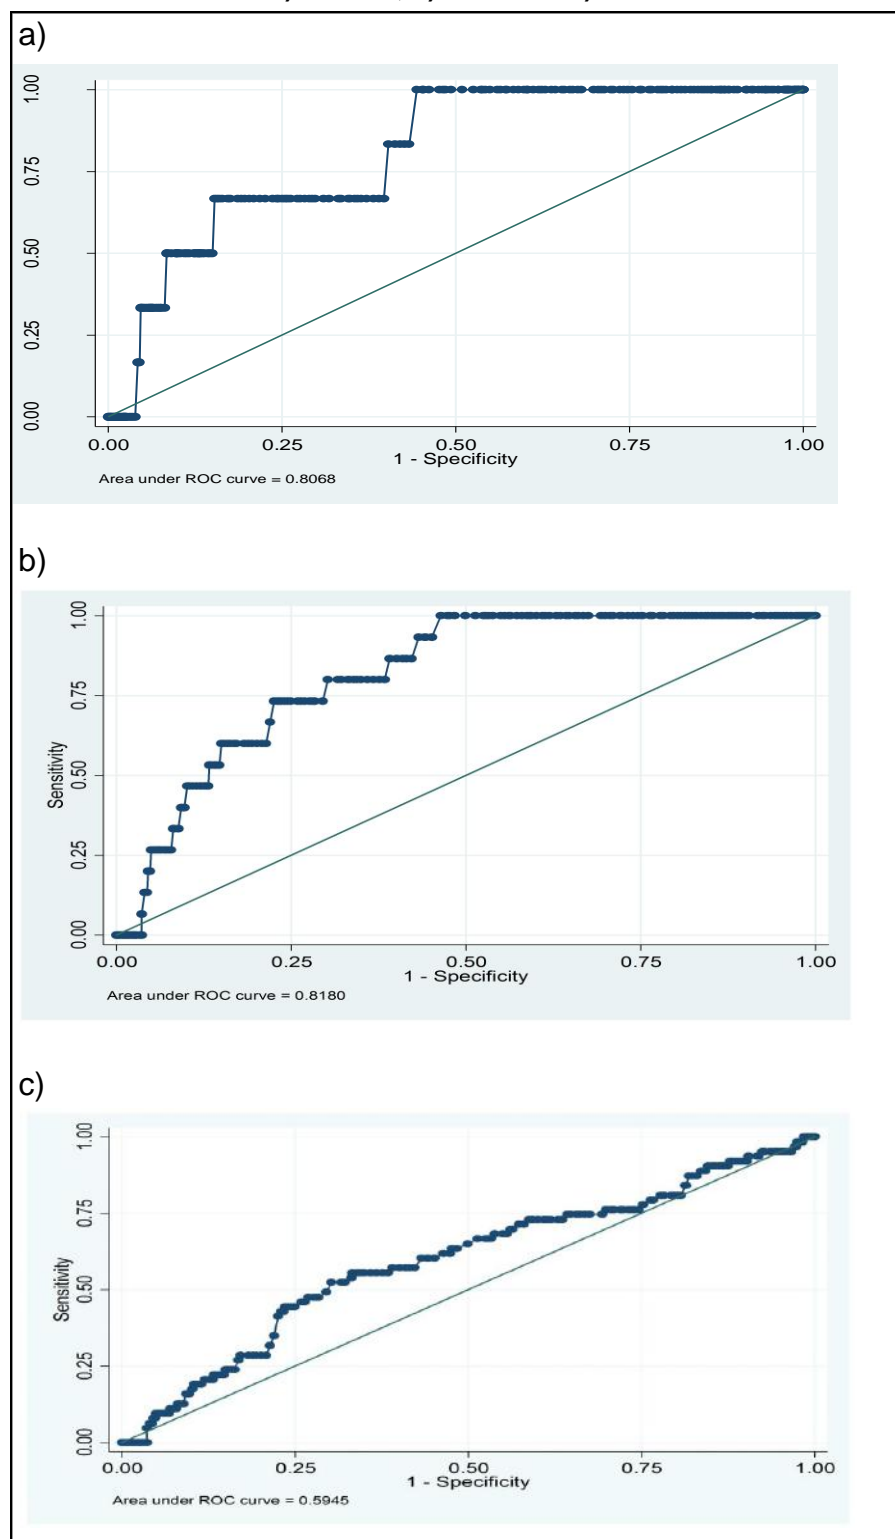 a)
1.00
0.75
0.50
0.25
0.00
0.00 0.25 0.50 0.75 1.00
1 - Specificity
Area under ROC curve = 0.8068
b)
Sensitivity
1.00
0.75
0.50
0.25
0.00
0.00 0.25 0.50 0.75 1.00
1 - Specificity
Area under ROC curve = 0.8180
c)
Sensitivity
1.00
0.75
0.50
0.25
0.00
0.00 0.25 0.50 0.75 1.00
1 - Specificity
Area under ROC curve = 0.5945